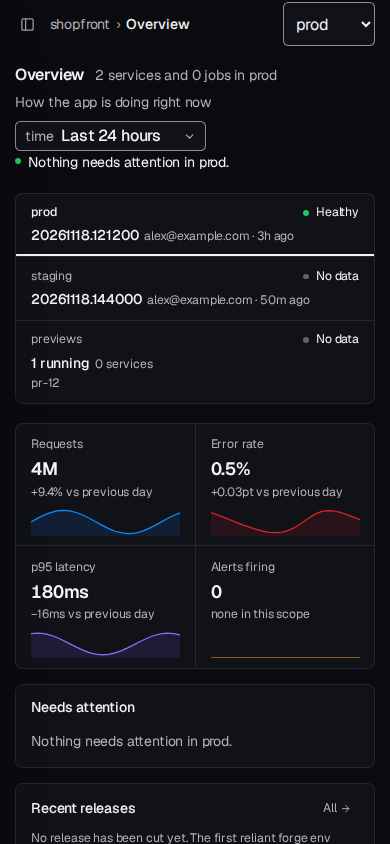 shopfront › Overview
prod
Overview 2 services and 0 jobs in prod
How the app is doing right now
time Last 24 hours
Nothing needs attention in prod.
prod Healthy
20261118.121200 alex@example.com · 3h ago
staging No data
20261118.144000 alex@example.com · 50m ago
previews No data
1 running 0 services
pr-12
Requests
4M
+9.4% vs previous day
Error rate
0.5%
+0.03pt vs previous day
p95 latency
180ms
−16ms vs previous day
Alerts firing
0
none in this scope
Needs attention
Nothing needs attention in prod.
Recent releases All →
No release has been cut yet. The first reliant forge env